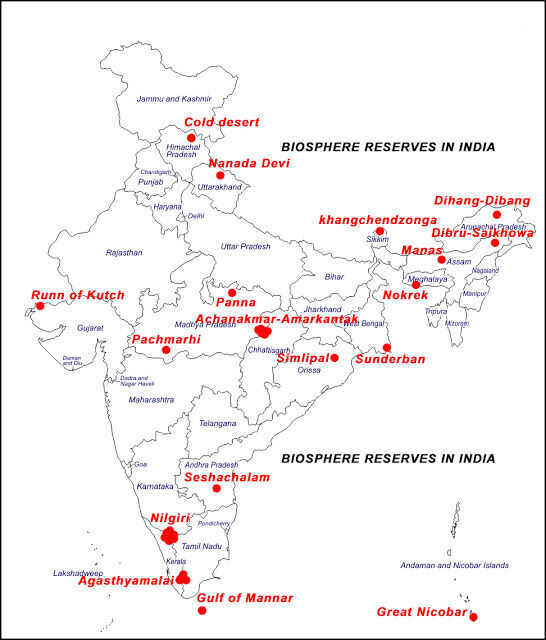 Jammu and Kashmir
Cold desert
BIOSPHERE RESERVES IN INDIA
Himachal
Pradesh
Nanada Devi
Chandigarh
Punjab
Uttarakhand
Haryana
Delhi
Dihang-Dibang
khangchendzonga
Arunachal Pradesh
Dibru-Saikhowa
Sikkim
Uttar Pradesh
Rajasthan
Manas
Assam
Nagaland
Bihar
Meghalaya
Runn of Kutch
Panna
Nokrek
Manipur
Jharkhand
Tripura
Achanakmar-Amarkantak
Mizoram
Gujarat
Madhya Pradesh
West Bengal
Pachmarhi
Chhattisgarh
Simlipal
Sunderban
Daman
and Diu
Orissa
Dadra and
Nagar Haveli
Maharashtra
Telangana
BIOSPHERE RESERVES IN INDIA
Goa
Andhra Pradesh
Seshachalam
Karnataka
Nilgiri
Pondicherry
Tamil Nadu
Kerala
Andaman and Nicobar Islands
Lakshadweep
Agasthyamalai
Gulf of Mannar
Great Nicobar